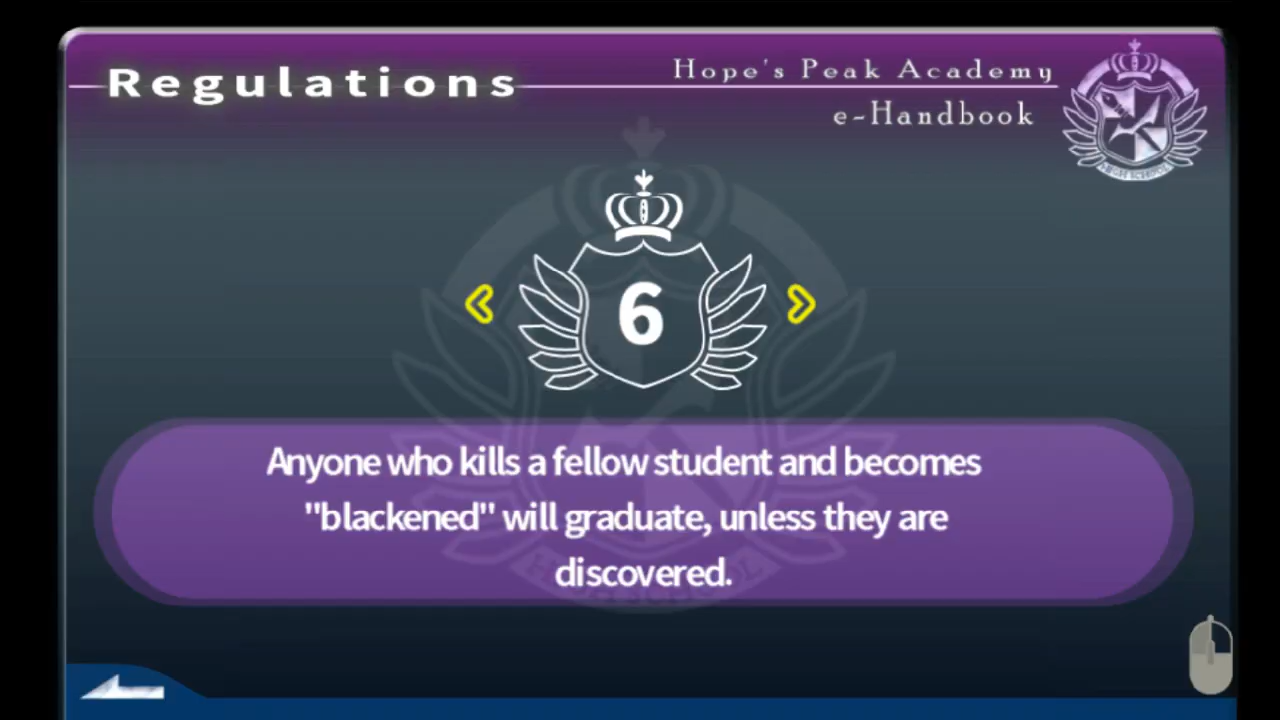 Regulations
Hope's Peak Academy
e-Handbook
6
Anyone who kills a fellow student and becomes
"blackened" will graduate, unless they are
discovered.